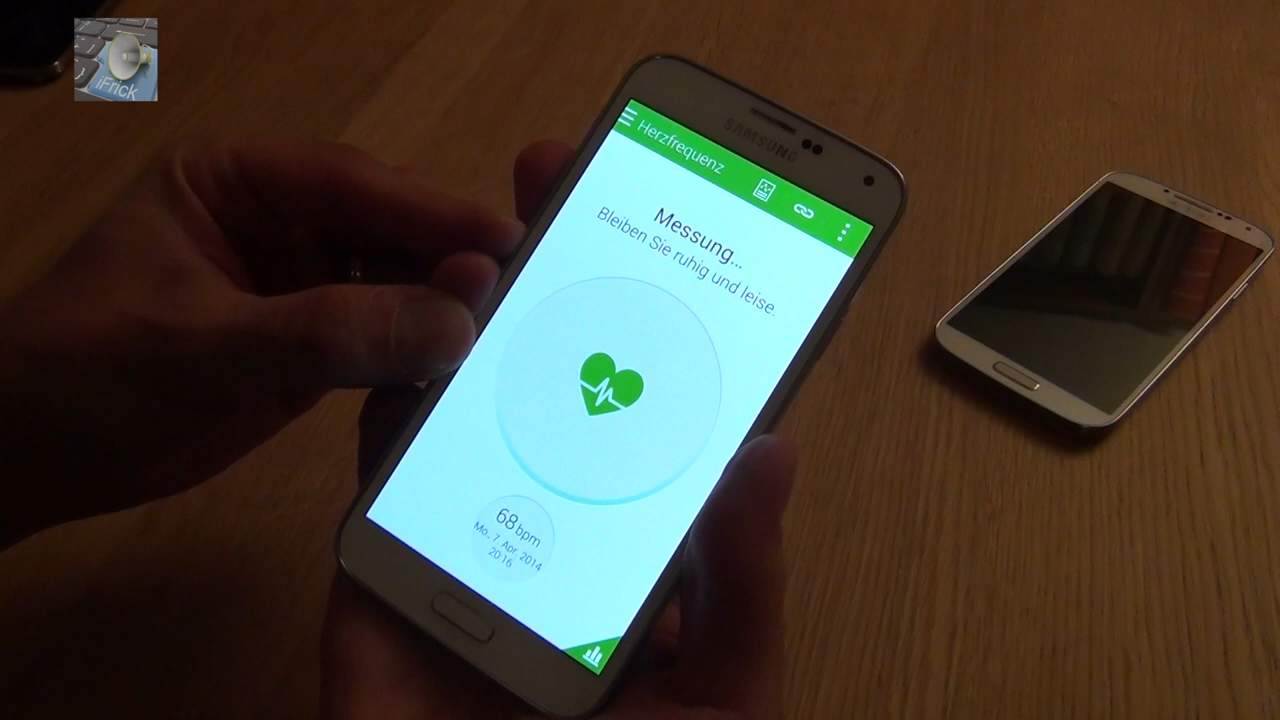 iFrick
SAMSUNG
Herzfrequenz
Messung...
Bleiben Sie ruhig und leise.
68 bpm
Mo., 7. Apr. 2014
20:16